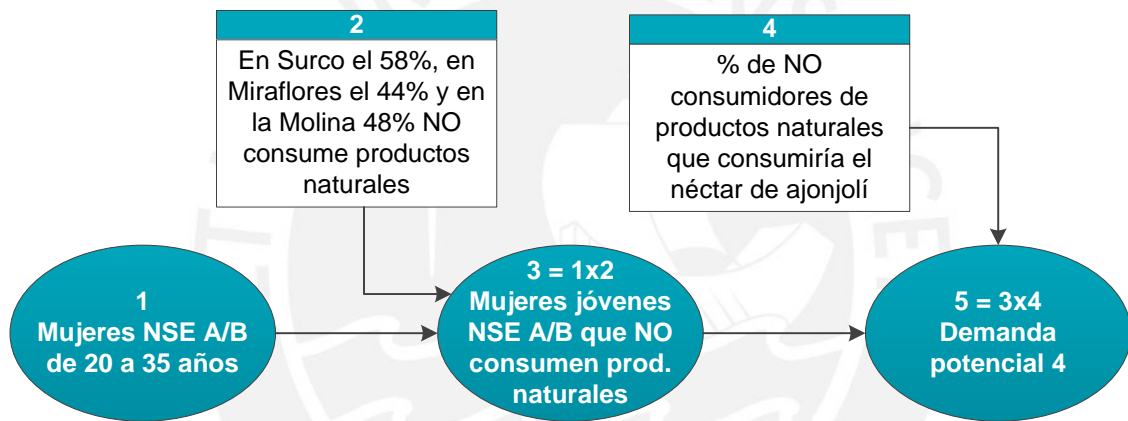 2
En Surco el 58%, en
Miraflores el 44% y en
la Molina 48% NO
consume productos
naturales
4
% de NO
consumidores de
productos naturales
que consumiría el
néctar de ajonjolí
1
Mujeres NSE A/B
de 20 a 35 años
3 = 1x2
Mujeres jóvenes
NSE A/B que NO
consumen prod.
naturales
5 = 3x4
Demanda
potencial 4